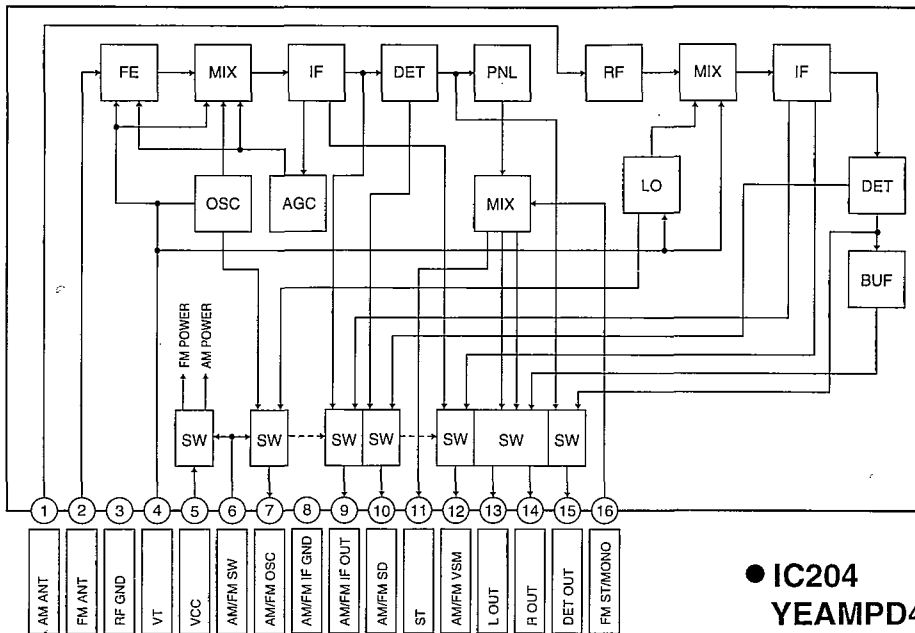 FE MIX IF DET PNL RF MIX IF
OSC AGC MIX LO DET
BUF
FM POWER
AM POWER
SW SW SW SW SW SW SW
1 2 3 4 5 6 7 8 9 10 11 12 13 14 15 16
AM ANT
FM ANT
RF GND
VT
VCC
AM/FM SW
AM/FM OSC
AM/FM IF GND
AM/FM IF OUT
AM/FM SD
ST
AM/FM VSM
L OUT
R OUT
DET OUT
FM ST/MONO
● IC204
YEAMPD4